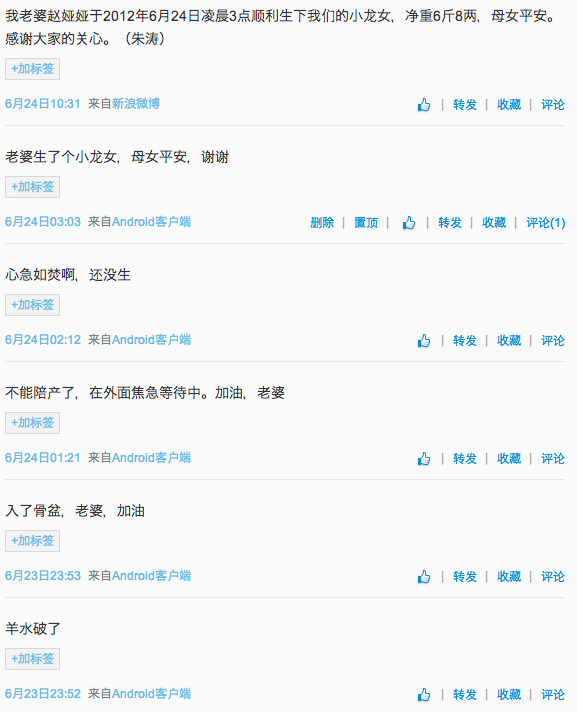 我老婆赵娅娅于2012年6月24日凌晨3点顺利生下我们的小龙女，净重6斤8两，母女平安。
感谢大家的关心。（朱涛）
+加标签
6月24日10:31 来自新浪微博 | 转发 | 收藏 | 评论
老婆生了个小龙女，母女平安，谢谢
+加标签
6月24日03:03 来自Android客户端 删除 | 置顶 | | 转发 | 收藏 | 评论(1)
心急如焚啊，还没生
+加标签
6月24日02:12 来自Android客户端 | 转发 | 收藏 | 评论
不能陪产了，在外面焦急等待中。加油，老婆
+加标签
6月24日01:21 来自Android客户端 | 转发 | 收藏 | 评论
入了骨盆，老婆，加油
+加标签
6月23日23:53 来自Android客户端 | 转发 | 收藏 | 评论
羊水破了
+加标签
6月23日23:52 来自Android客户端 | 转发 | 收藏 | 评论